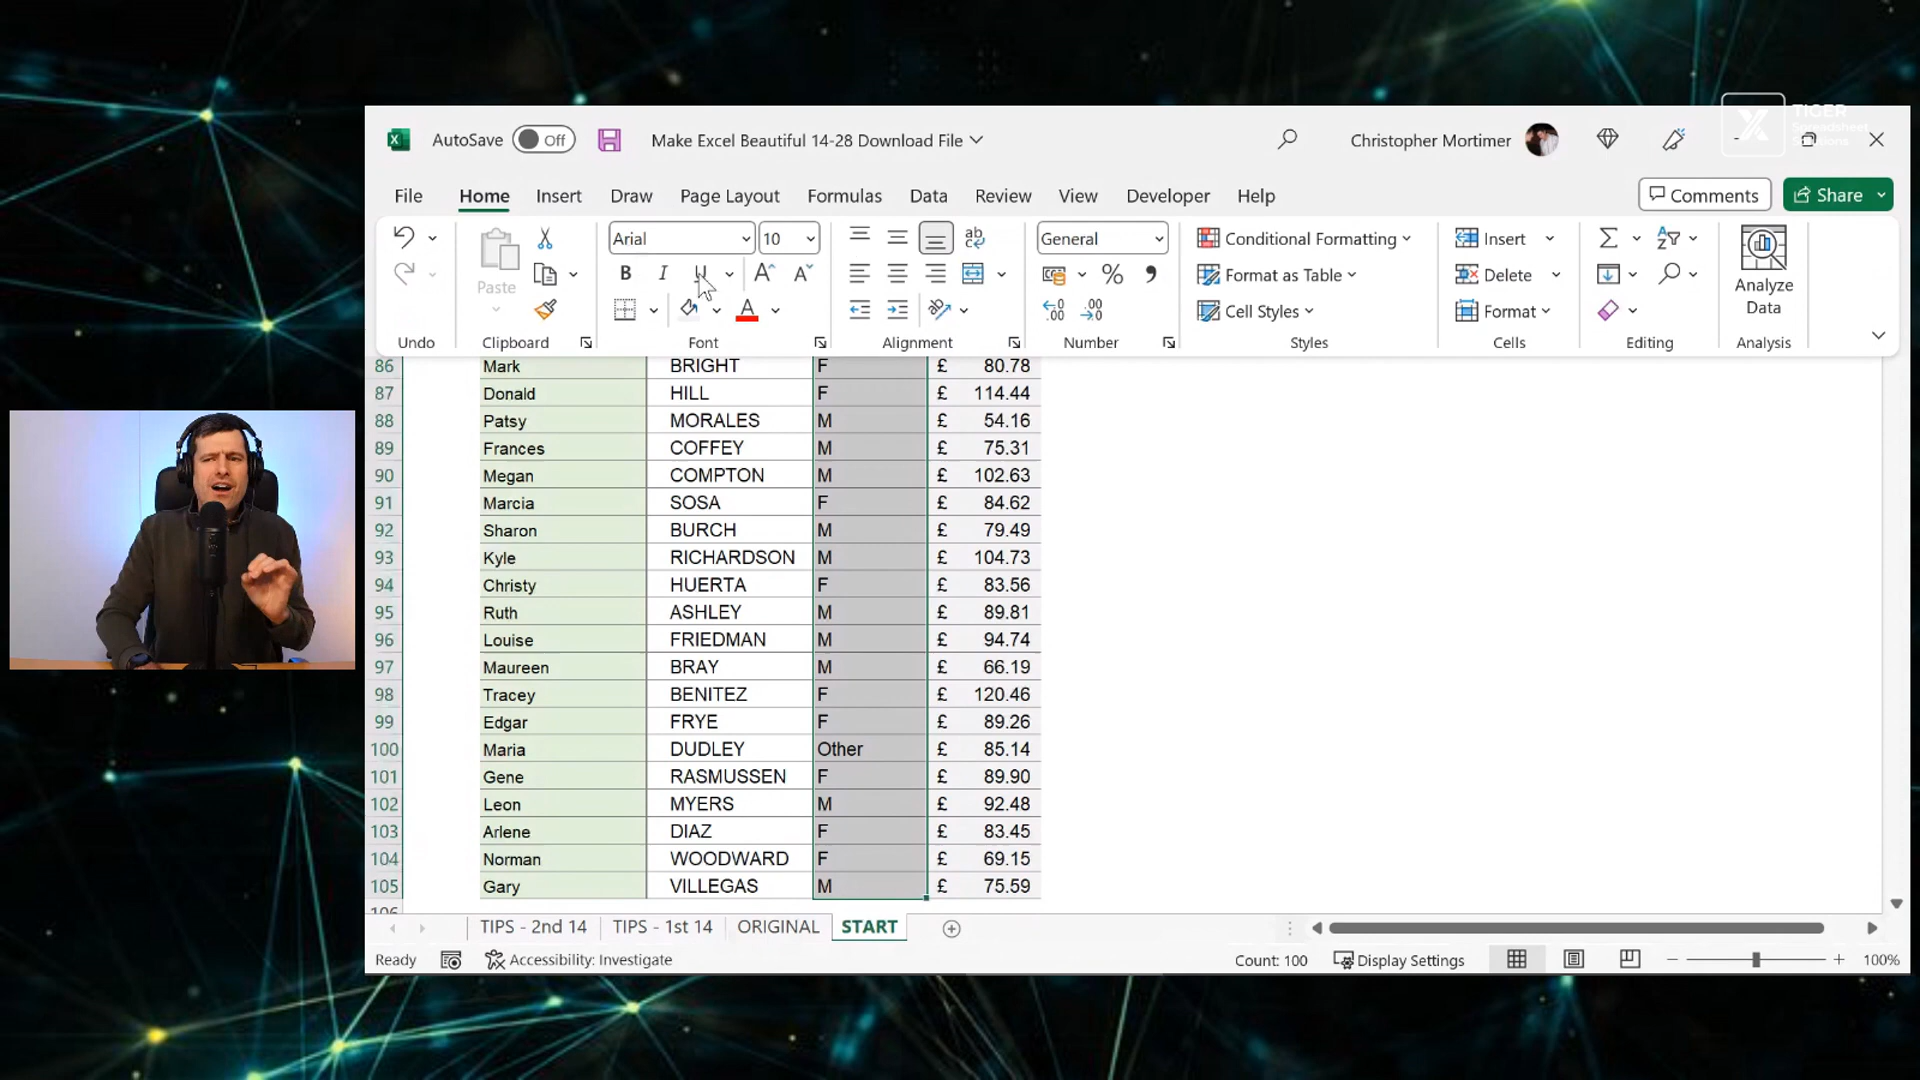 TIGER
Spreadsheet
Solutions
AutoSave Off Make Excel Beautiful 14-28 Download File Christopher Mortimer
File Home Insert Draw Page Layout Formulas Data Review View Developer Help Comments Share
Arial 10 General Conditional Formatting Insert
Paste B I U % Format as Table Delete Analyze Data
Cell Styles Format
Undo Clipboard Font Alignment Number Styles Cells Editing Analysis
86 Mark BRIGHT F £ 80.78
87 Donald HILL F £ 114.44
88 Patsy MORALES M £ 54.16
89 Frances COFFEY M £ 75.31
90 Megan COMPTON M £ 102.63
91 Marcia SOSA F £ 84.62
92 Sharon BURCH M £ 79.49
93 Kyle RICHARDSON M £ 104.73
94 Christy HUERTA F £ 83.56
95 Ruth ASHLEY M £ 89.81
96 Louise FRIEDMAN M £ 94.74
97 Maureen BRAY M £ 66.19
98 Tracey BENITEZ F £ 120.46
99 Edgar FRYE F £ 89.26
100 Maria DUDLEY Other £ 85.14
101 Gene RASMUSSEN F £ 89.90
102 Leon MYERS M £ 92.48
103 Arlene DIAZ F £ 83.45
104 Norman WOODWARD F £ 69.15
105 Gary VILLEGAS M £ 75.59
TIPS - 2nd 14 TIPS - 1st 14 ORIGINAL START
Ready Accessibility: Investigate Count: 100 Display Settings 100%